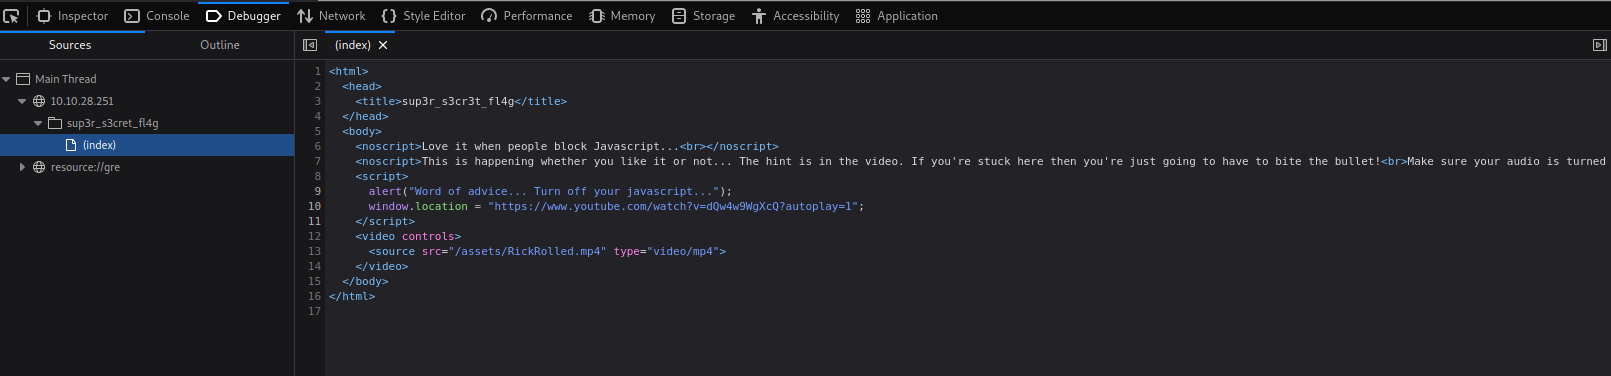 Inspector Console Debugger Network Style Editor Performance Memory Storage Accessibility Application
Sources Outline (index)
Main Thread
10.10.28.251
sup3r_s3cret_fl4g
(index)
resource://gre
1 <html>
2 <head>
3 <title>sup3r_s3cr3t_fl4g</title>
4 </head>
5 <body>
6 <noscript>Love it when people block Javascript...<br></noscript>
7 <noscript>This is happening whether you like it or not... The hint is in the video. If you're stuck here then you're just going to have to bite the bullet!<br>Make sure your audio is turned
8 <script>
9 alert("Word of advice... Turn off your javascript...");
10 window.location = "https://www.youtube.com/watch?v=dQw4w9WgXcQ?autoplay=1";
11 </script>
12 <video controls>
13 <source src="/assets/RickRolled.mp4" type="video/mp4">
14 </video>
15 </body>
16 </html>
17